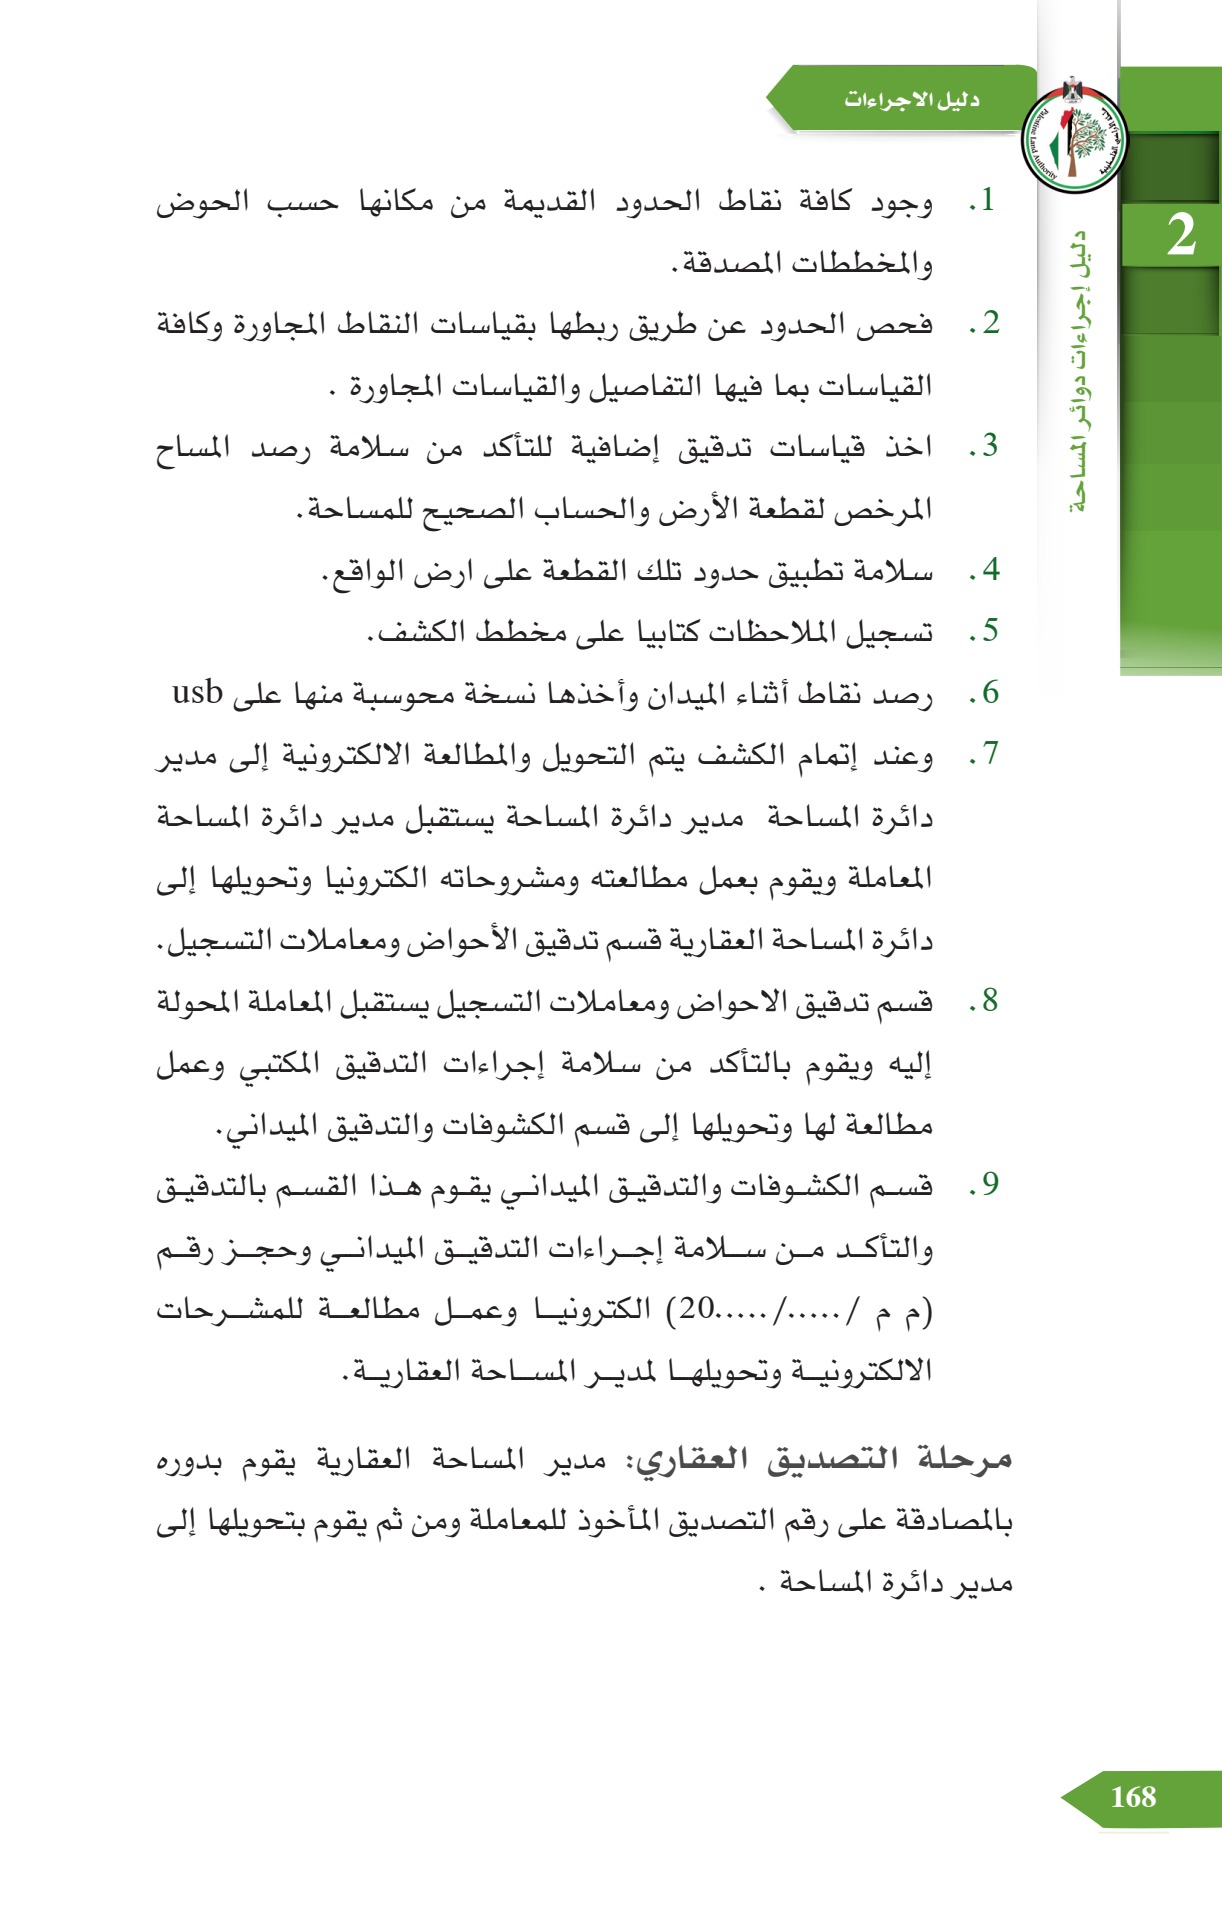 دليل الاجراءات
Palestine Land Authority
2
دليل إجراءات دوائر المساحة
1. وجود كافة نقاط الحدود القديمة من مكانها حسب الحوض
والمخططات المصدقة.
2. فحص الحدود عن طريق ربطها بقياسات النقاط المجاورة وكافة
القياسات بما فيها التفاصيل والقياسات المجاورة .
3. اخذ قياسات تدقيق إضافية للتأكد من سلامة رصد المساح
المرخص لقطعة الأرض والحساب الصحيح للمساحة.
4. سلامة تطبيق حدود تلك القطعة على ارض الواقع.
5. تسجيل الملاحظات كتابيا على مخطط الكشف.
6. رصد نقاط أثناء الميدان وأخذها نسخة محوسبة منها على usb
7. وعند إتمام الكشف يتم التحويل والمطالعة الالكترونية إلى مدير
دائرة المساحة مدير دائرة المساحة يستقبل مدير دائرة المساحة
المعاملة ويقوم بعمل مطالعته ومشروحاته الكترونيا وتحويلها إلى
دائرة المساحة العقارية قسم تدقيق الأحواض ومعاملات التسجيل.
8. قسم تدقيق الاحواض ومعاملات التسجيل يستقبل المعاملة المحولة
إليه ويقوم بالتأكد من سلامة إجراءات التدقيق المكتبي وعمل
مطالعة لها وتحويلها إلى قسم الكشوفات والتدقيق الميداني.
9. قسم الكشوفات والتدقيق الميداني يقوم هذا القسم بالتدقيق
والتأكد من سلامة إجراءات التدقيق الميداني وحجز رقم
(م م /...../.....20) الكترونيا وعمل مطالعة للمشرحات
الالكترونية وتحويلها لمدير المساحة العقارية.
مرحلة التصديق العقاري: مدير المساحة العقارية يقوم بدوره
بالمصادقة على رقم التصديق المأخوذ للمعاملة ومن ثم يقوم بتحويلها إلى
مدير دائرة المساحة .
168